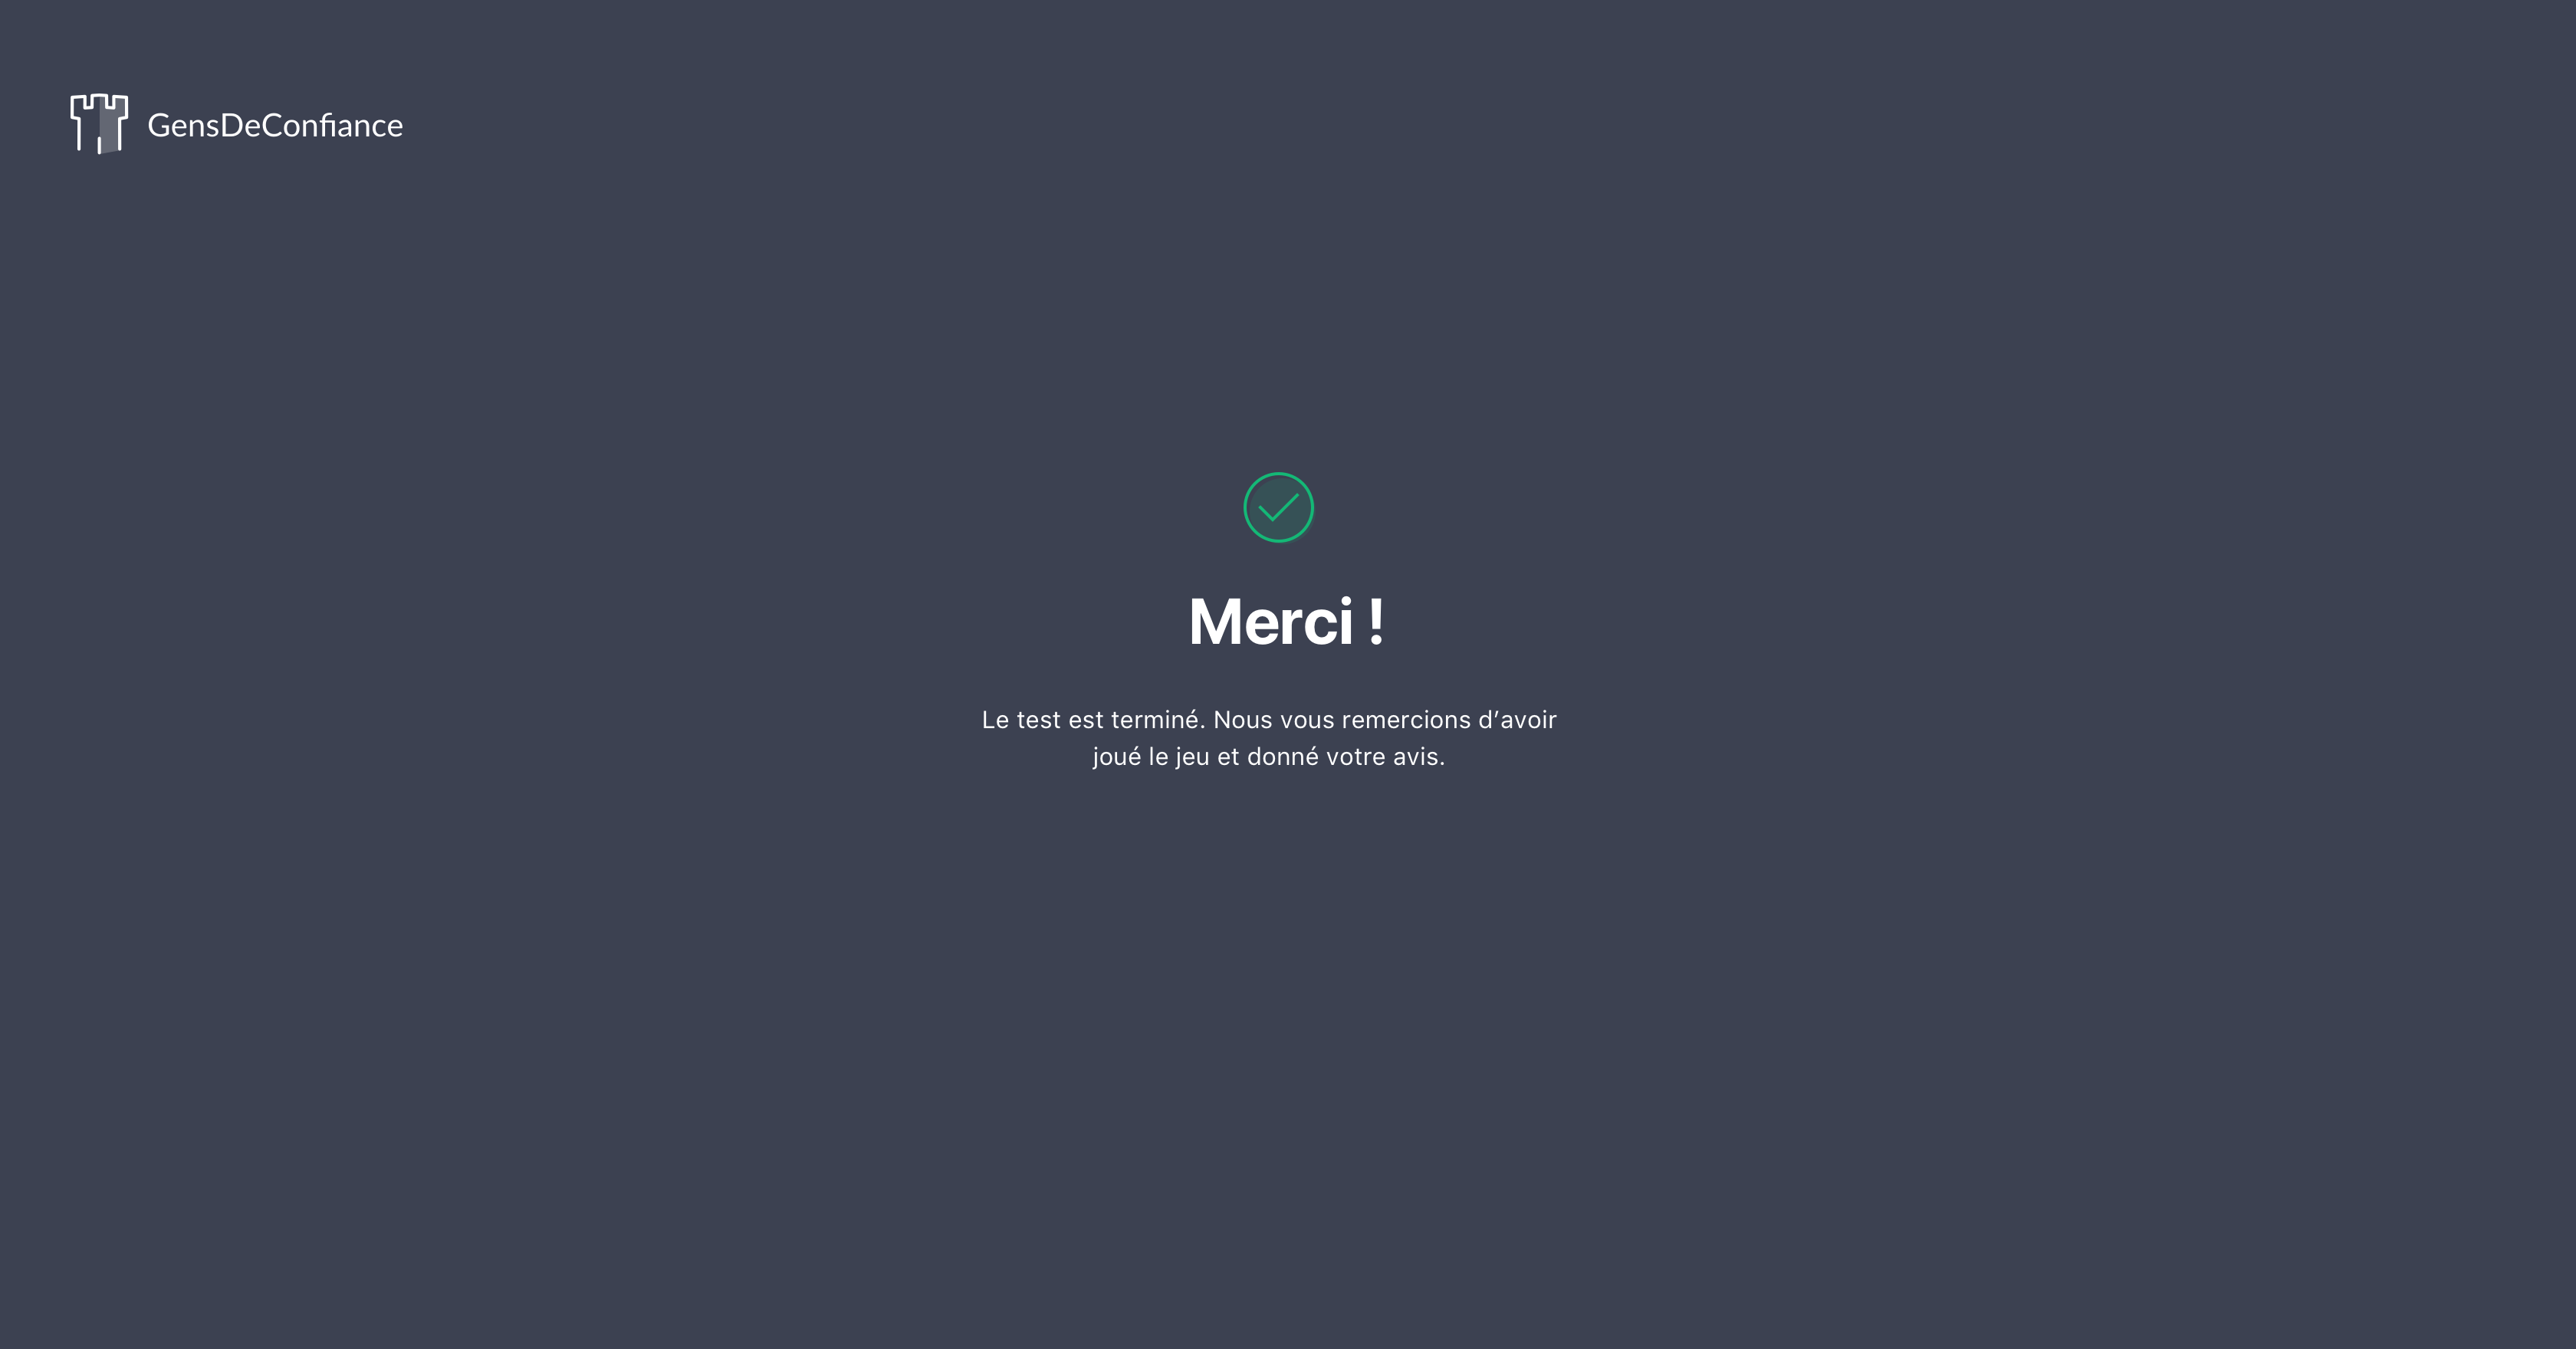 GensDeConfiance
Merci !
Le test est terminé. Nous vous remercions d’avoir
joué le jeu et donné votre avis.